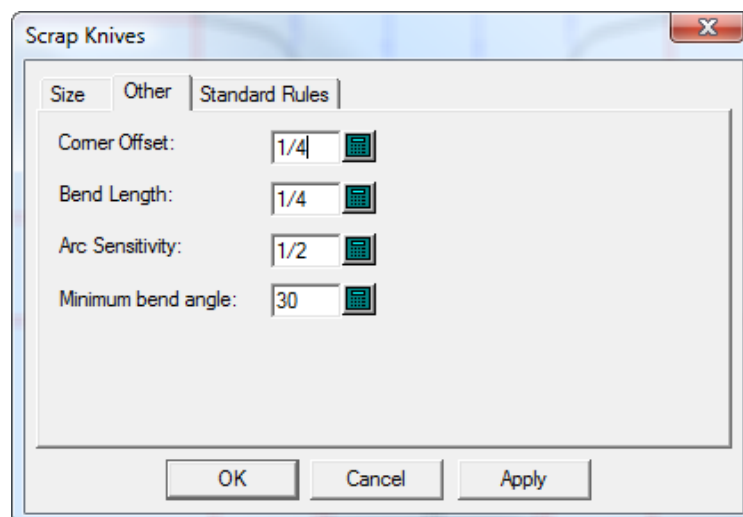 Scrap Knives
Size Other Standard Rules
Corner Offset: 1/4
Bend Length: 1/4
Arc Sensitivity: 1/2
Minimum bend angle: 30
OK Cancel Apply